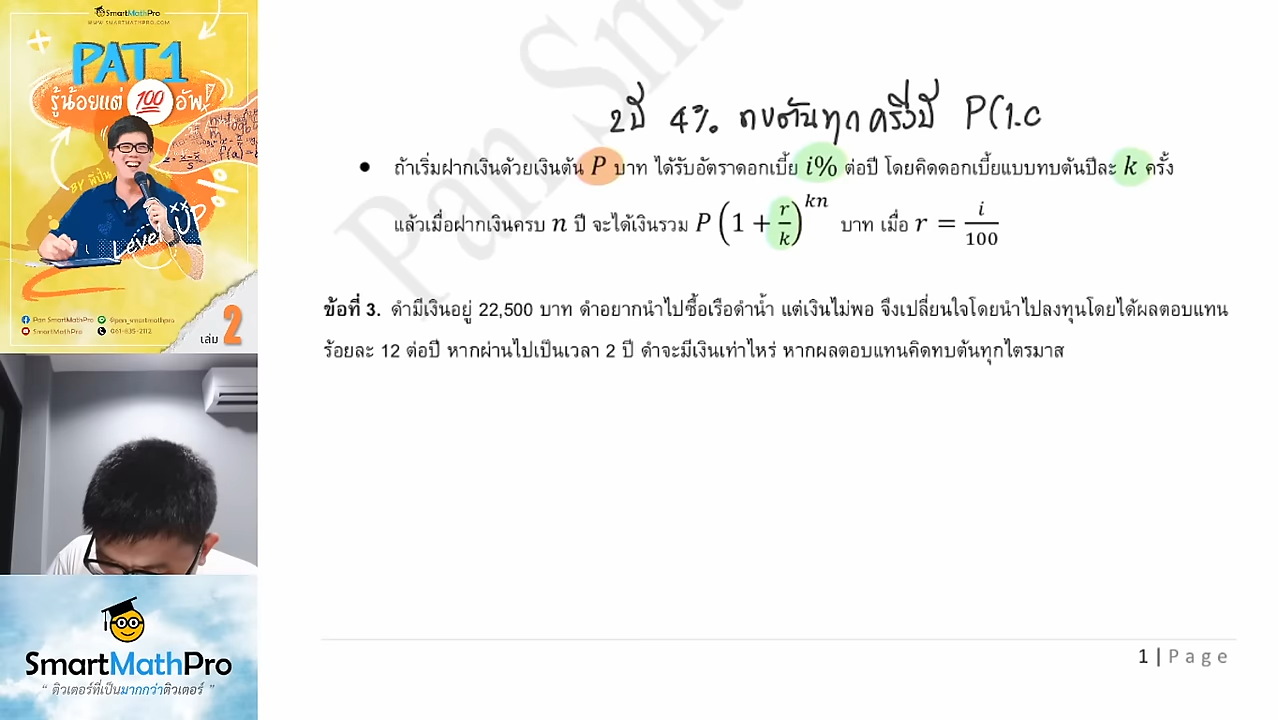 SmartMathPro
WWW.SMARTMATHPRO.COM
PAT1
รู้น้อยแต่ 100 อัพ!
BY พี่ปั้น
Level UP
Pan SmartMathPro @pan_smartmathpro
SmartMathPro 061-635-2112
เล่ม 2
SmartMathPro
“ ติวเตอร์ที่เป็นมากกว่าติวเตอร์ ”
Pan Sma
2ปี 4% ทบต้นทุกครึ่งปี P(1.0
• ถ้าเริ่มฝากเงินด้วยเงินต้น P บาท ได้รับอัตราดอกเบี้ย i% ต่อปี โดยคิดดอกเบี้ยแบบทบต้นปีละ k ครั้ง
แล้วเมื่อฝากเงินครบ n ปี จะได้เงินรวม P(1 + r/k)^kn บาท เมื่อ r = i/100
ข้อที่ 3. ดำมีเงินอยู่ 22,500 บาท ดำอยากนำไปซื้อเรือดำน้ำ แต่เงินไม่พอ จึงเปลี่ยนใจโดยนำไปลงทุนโดยได้ผลตอบแทน
ร้อยละ 12 ต่อปี หากผ่านไปเป็นเวลา 2 ปี ดำจะมีเงินเท่าไหร่ หากผลตอบแทนคิดทบต้นทุกไตรมาส
1 | Page